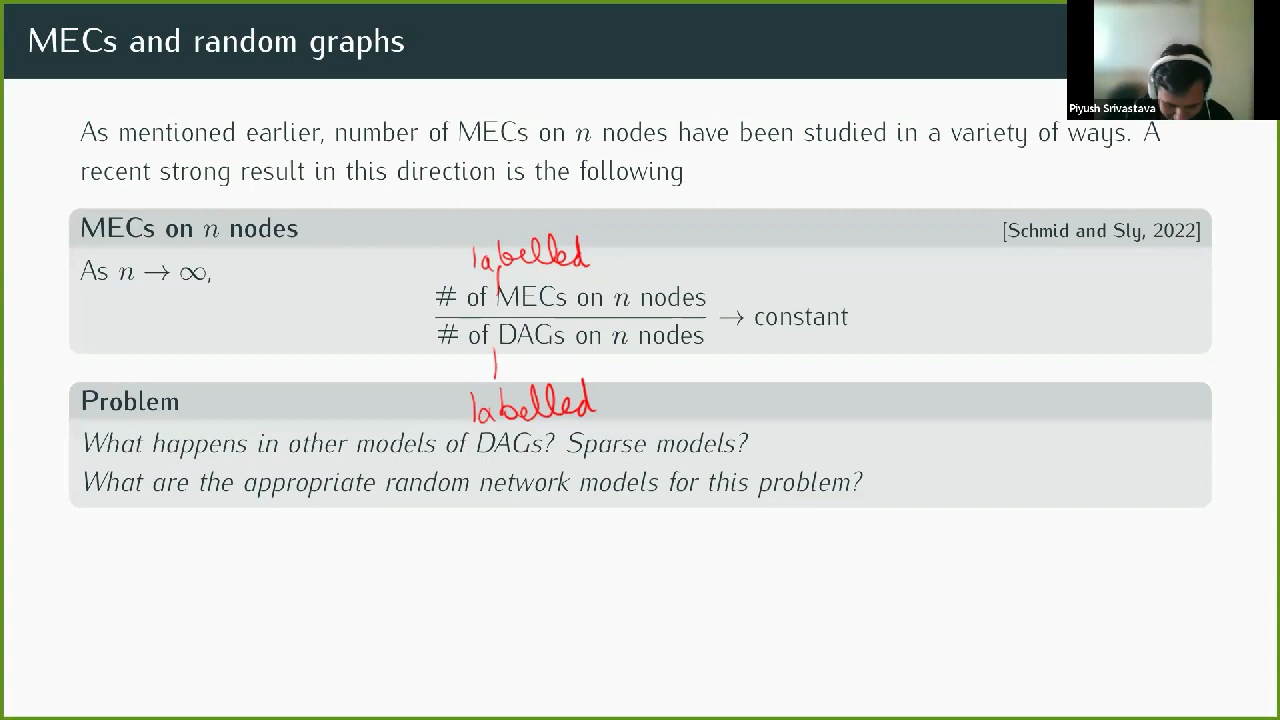 MECs and random graphs
Piyush Srivastava
As mentioned earlier, number of MECs on n nodes have been studied in a variety of ways. A
recent strong result in this direction is the following
MECs on n nodes [Schmid and Sly, 2022]
labelled
As n → ∞,
# of MECs on n nodes
# of DAGs on n nodes
→ constant
labelled
Problem
What happens in other models of DAGs? Sparse models?
What are the appropriate random network models for this problem?